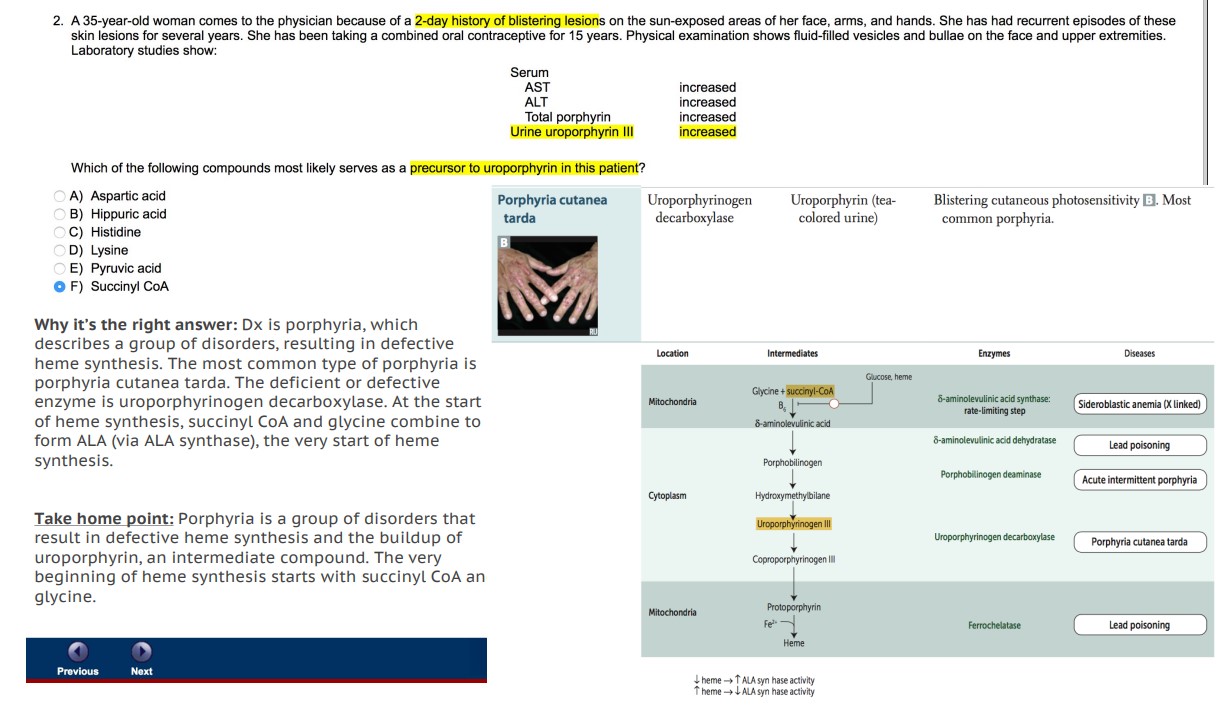 2. A 35-year-old woman comes to the physician because of a 2-day history of blistering lesions on the sun-exposed areas of her face, arms, and hands. She has had recurrent episodes of these
skin lesions for several years. She has been taking a combined oral contraceptive for 15 years. Physical examination shows fluid-filled vesicles and bullae on the face and upper extremities.
Laboratory studies show:
Serum
AST increased
ALT increased
Total porphyrin increased
Urine uroporphyrin III increased
Which of the following compounds most likely serves as a precursor to uroporphyrin in this patient?
A) Aspartic acid
B) Hippuric acid
C) Histidine
D) Lysine
E) Pyruvic acid
F) Succinyl CoA
Porphyria cutanea
tarda
B
RU
Uroporphyrinogen
decarboxylase
Uroporphyrin (tea-
colored urine)
Blistering cutaneous photosensitivity B. Most
common porphyria.
Why it's the right answer: Dx is porphyria, which
describes a group of disorders, resulting in defective
heme synthesis. The most common type of porphyria is
porphyria cutanea tarda. The deficient or defective
enzyme is uroporphyrinogen decarboxylase. At the start
of heme synthesis, succinyl CoA and glycine combine to
form ALA (via ALA synthase), the very start of heme
synthesis.
Take home point: Porphyria is a group of disorders that
result in defective heme synthesis and the buildup of
uroporphyrin, an intermediate compound. The very
beginning of heme synthesis starts with succinyl CoA an
glycine.
Previous Next
Location Intermediates Enzymes Diseases
Glucose, heme
Mitochondria
Glycine + succinyl-CoA
B6
δ-aminolevulinic acid
δ-aminolevulinic acid synthase:
rate-limiting step
Sideroblastic anemia (X linked)
δ-aminolevulinic acid dehydratase
Lead poisoning
Porphobilinogen
Porphobilinogen deaminase
Acute intermittent porphyria
Cytoplasm
Hydroxymethylbilane
Uroporphyrinogen III
Uroporphyrinogen decarboxylase
Porphyria cutanea tarda
Coproporphyrinogen III
Mitochondria
Protoporphyrin
Fe2+
Heme
Ferrochelatase
Lead poisoning
↓ heme → ↑ ALA syn hase activity
↑ heme → ↓ ALA syn hase activity